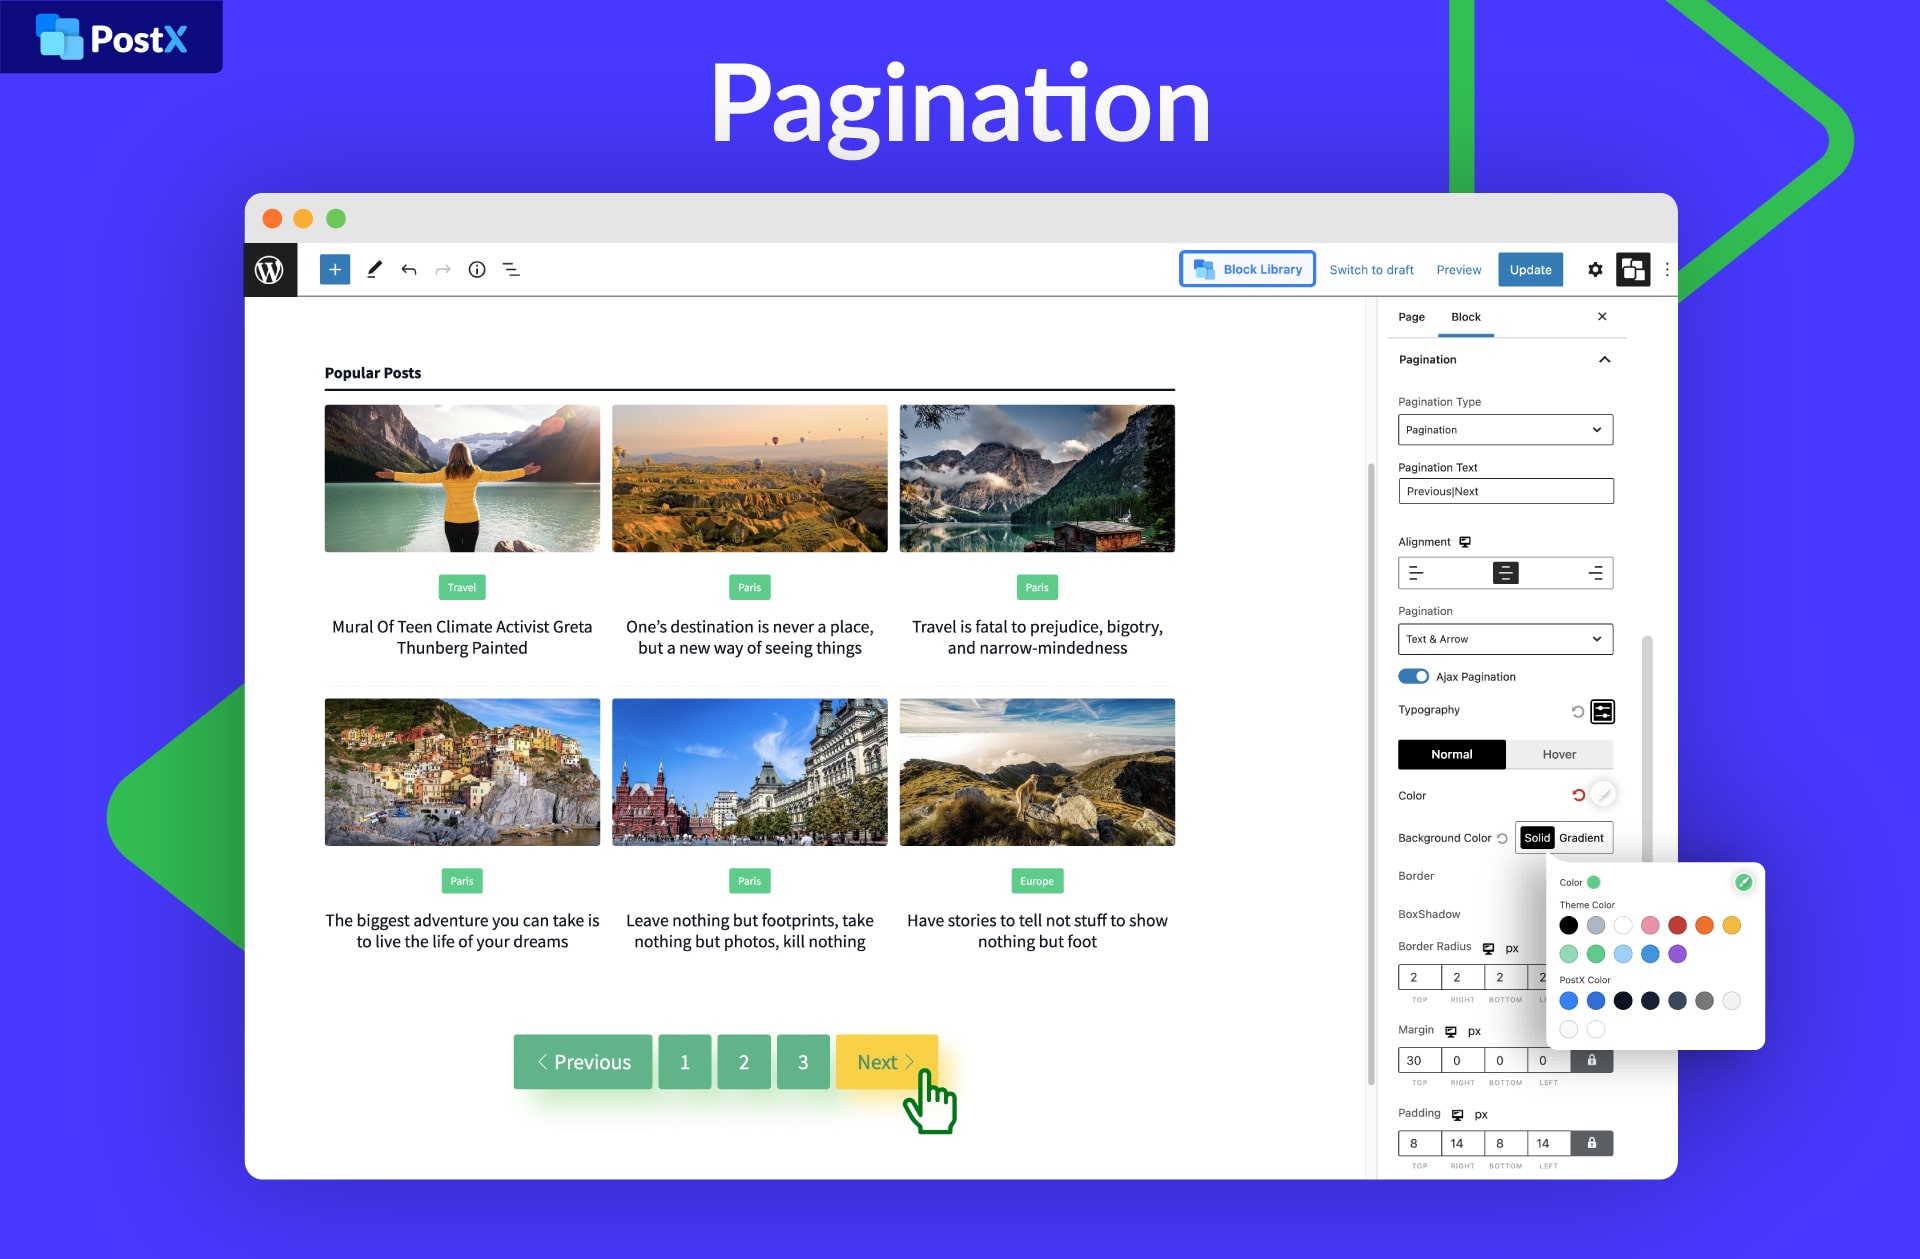 PostX
Pagination
Block Library
Switch to draft
Preview
Update
Popular Posts
Travel
Mural Of Teen Climate Activist Greta
Thunberg Painted
Paris
One’s destination is never a place,
but a new way of seeing things
Paris
Travel is fatal to prejudice, bigotry,
and narrow-mindedness
Paris
The biggest adventure you can take is
to live the life of your dreams
Paris
Leave nothing but footprints, take
nothing but photos, kill nothing
Europe
Have stories to tell not stuff to show
nothing but foot
Previous
1
2
3
Next
Page
Block
Pagination
Pagination Type
Pagination
Pagination Text
Previous|Next
Alignment
Pagination
Text & Arrow
Ajax Pagination
Typography
Normal
Hover
Color
Background Color
Solid
Gradient
Border
BoxShadow
Border Radius
px
2
2
2
2
TOP
RIGHT
BOTTOM
Margin
px
30
0
0
0
TOP
RIGHT
BOTTOM
LEFT
Padding
px
8
14
8
14
TOP
RIGHT
BOTTOM
LEFT
Color
Theme Color
PostX Color